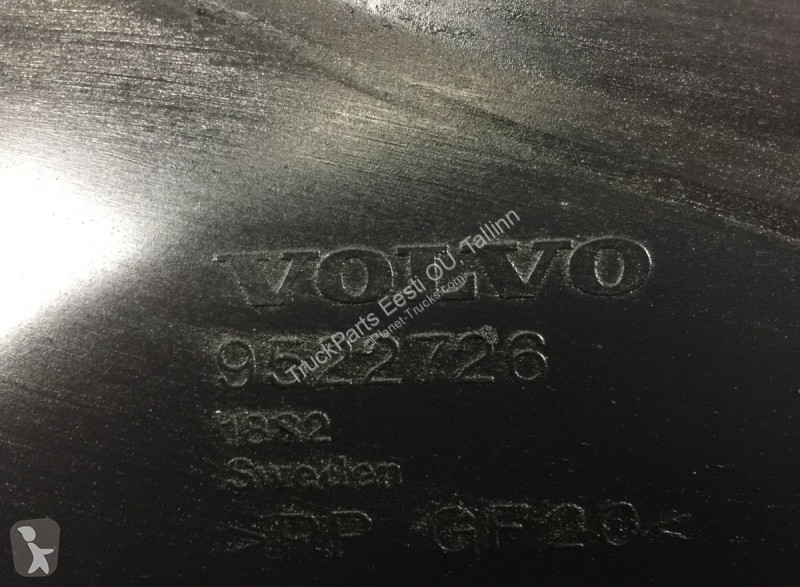 VOLVO
9522726
1882
Sweden
>PP GF20<
TruckParts Eesti OÜ, Tallinn
©Planet-Trucks.com